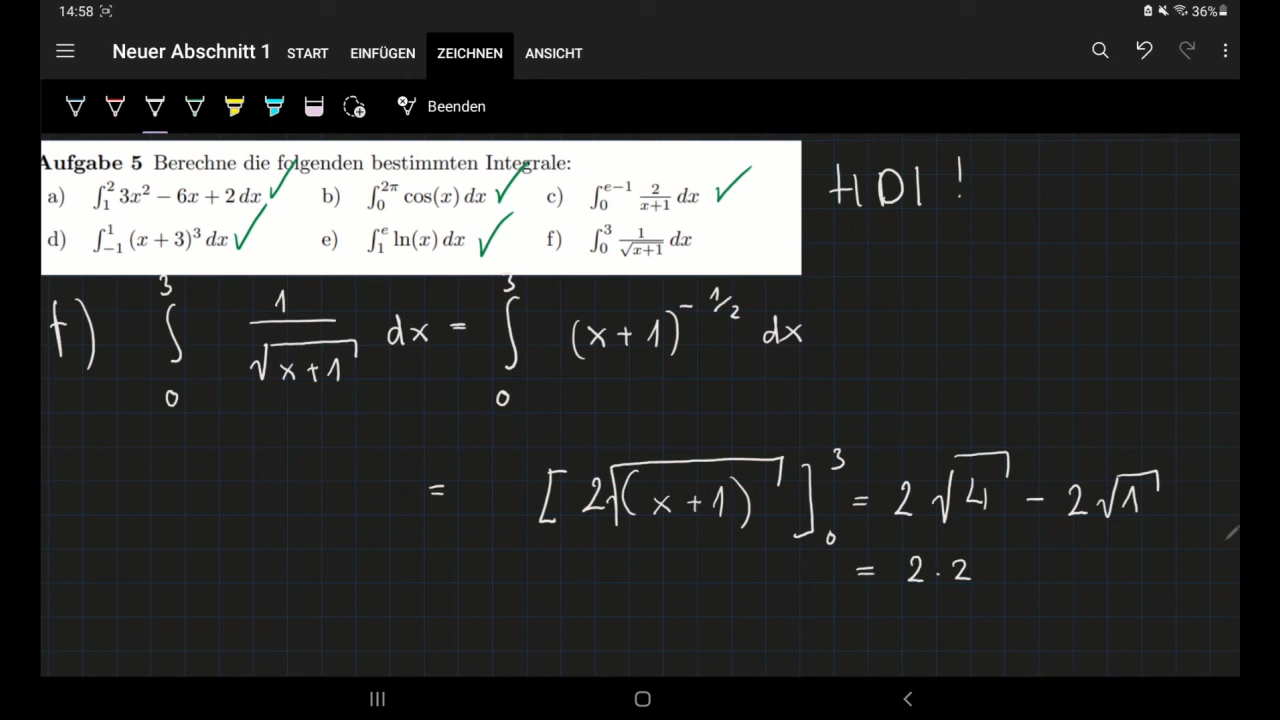 14:58 36%
Neuer Abschnitt 1 START EINFÜGEN ZEICHNEN ANSICHT
Beenden
Aufgabe 5 Berechne die folgenden bestimmten Integrale:
a) ∫₁² 3x² − 6x + 2 dx b) ∫₀^{2π} cos(x) dx c) ∫₀^{e−1} 2/(x+1) dx
d) ∫₋₁¹ (x + 3)³ dx e) ∫₁^e ln(x) dx f) ∫₀³ 1/√(x+1) dx
HDI !
f) ∫₀³ 1/√(x+1) dx = ∫₀³ (x+1)^{-1/2} dx
= [2√(x+1)]₀³ = 2√4 − 2√1
= 2 · 2